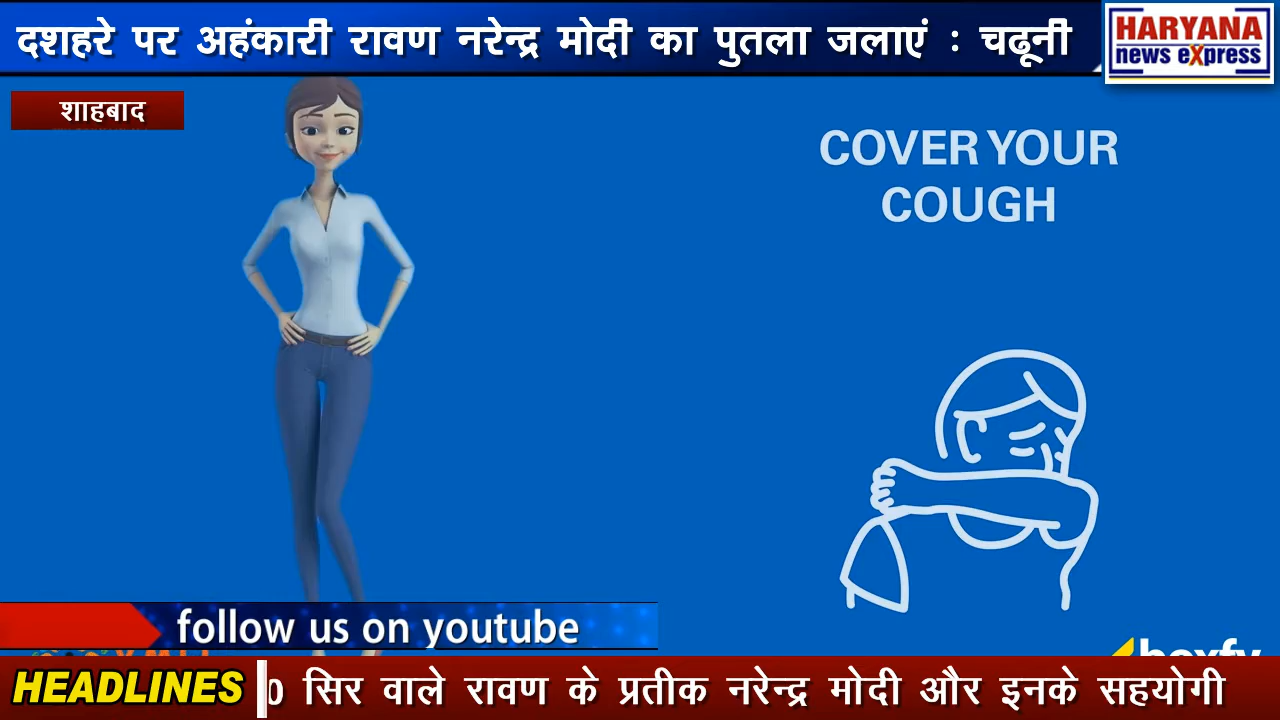 दशहरे पर अहंकारी रावण नरेन्द्र मोदी का पुतला जलाएं : चढूनी
HARYANA
news eXpress
शाहबाद
COVER YOUR
COUGH
follow us on youtube
HEADLINES
0 सिर वाले रावण के प्रतीक नरेन्द्र मोदी और इनके सहयोगी